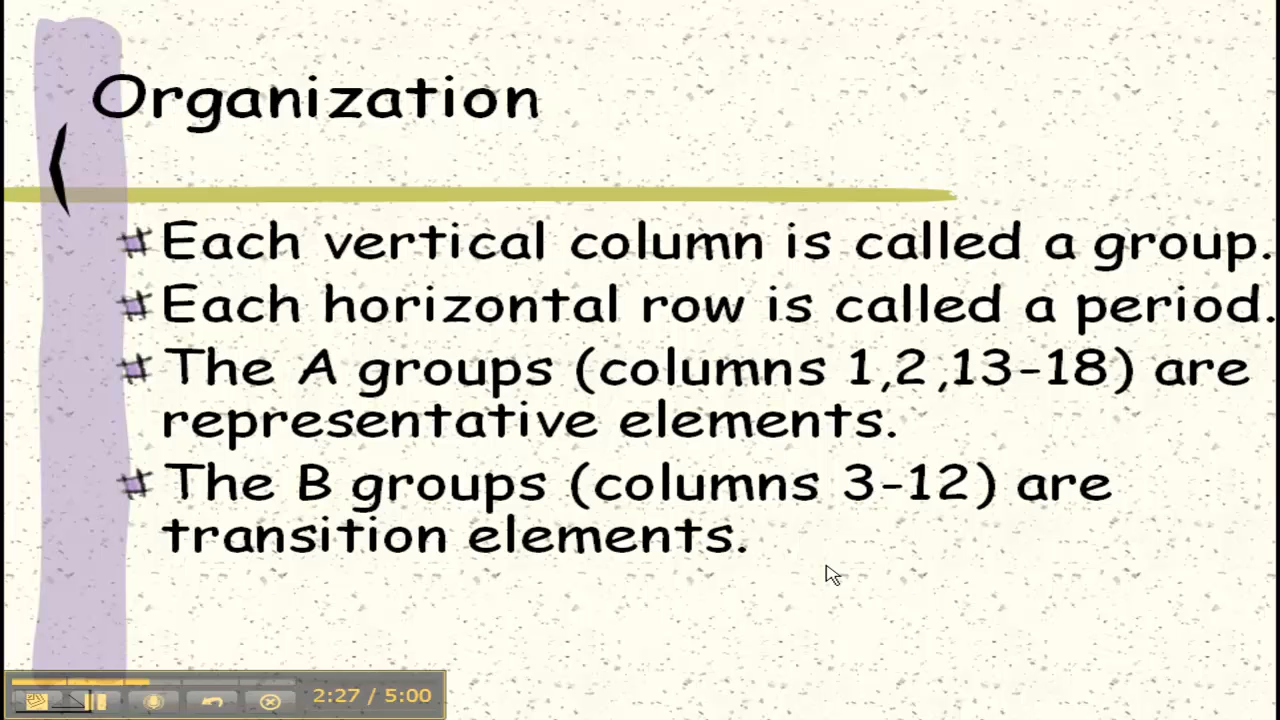 Organization
Each vertical column is called a group.
Each horizontal row is called a period.
The A groups (columns 1,2,13-18) are
representative elements.
The B groups (columns 3-12) are
transition elements.
2:27 / 5:00